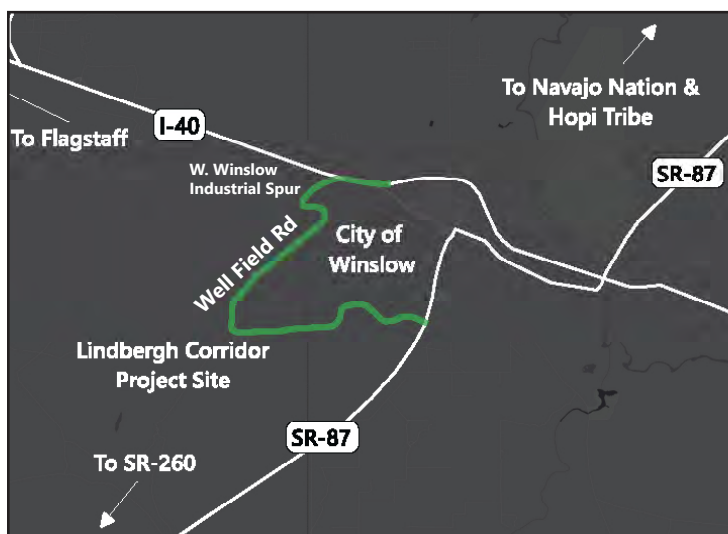 To Navajo Nation &
Hopi Tribe
I-40
To Flagstaff
W. Winslow
Industrial Spur
SR-87
Well Field Rd
City of
Winslow
Lindbergh Corridor
Project Site
SR-87
To SR-260